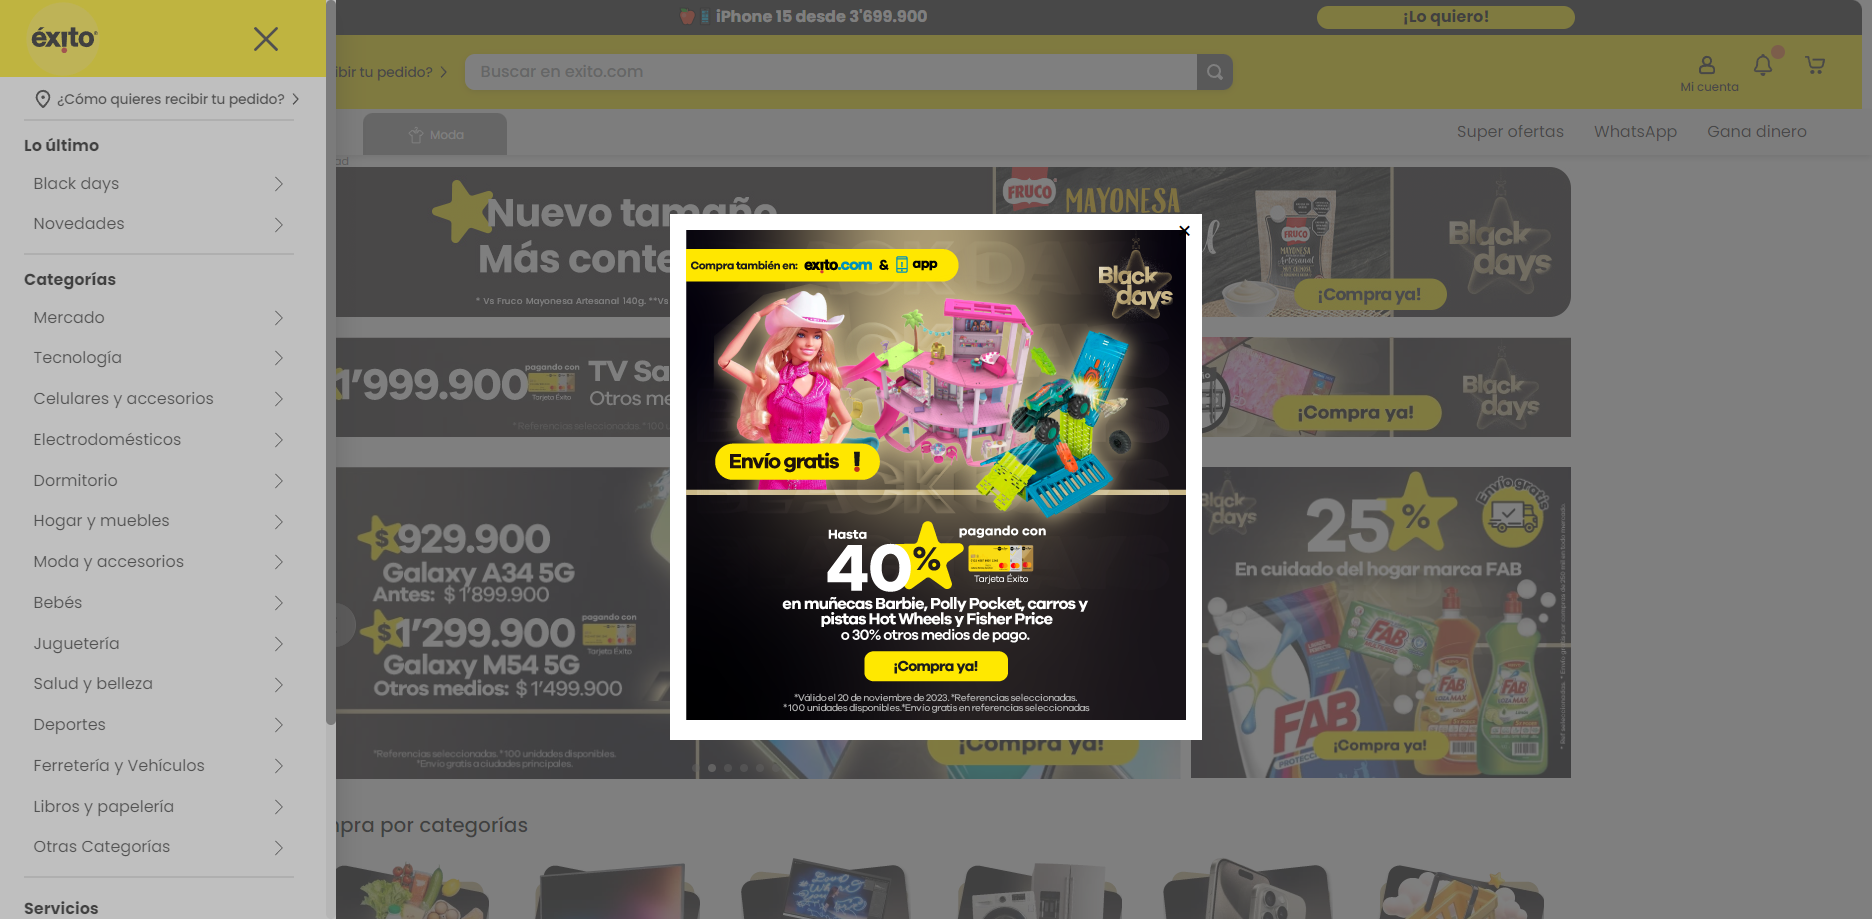 éxito
¿Cómo quieres recibir tu pedido?
Lo último
Black days
Novedades
Categorías
Mercado
Tecnología
Celulares y accesorios
Electrodomésticos
Dormitorio
Hogar y muebles
Moda y accesorios
Bebés
Juguetería
Salud y belleza
Deportes
Ferretería y Vehículos
Libros y papelería
Otras Categorías
Servicios
iPhone 15 desde 3'699.900
¡Lo quiero!
ibir tu pedido?
Buscar en exito.com
Mi cuenta
Moda
Super ofertas
WhatsApp
Gana dinero
ad
Nuevo tamaño
Más conte
* Vs Fruco Mayonesa Artesanal 140g. **Vs
FRUCO
MAYONESA
FRUCO
MAYONESA
Artesanal
Black
days
¡Compra ya!
1'999.900
pagando con
Tarjeta Éxito
TV Sa
Otros me
*Referencias seleccionadas. *100 u
Black
days
¡Compra ya!
$929.900
Galaxy A34 5G
Antes: $1'899.900
$1'299.900
pagando con
Tarjeta Éxito
Galaxy M54 5G
Otros medios: $1'499.900
*Referencias seleccionadas. *100 unidades disponibles.
*Envío gratis a ciudades principales.
¡Compra ya!
Black
days
25%
Envío gratis
En cuidado del hogar marca FAB
FAB
FAB
FAB
FAB
¡Compra ya!
mpra por categorías
Compra también en: exito.com & app
Black
days
Envío gratis !
Hasta
40%
pagando con
Tarjeta Éxito
en muñecas Barbie, Polly Pocket, carros y
pistas Hot Wheels y Fisher Price
o 30% otros medios de pago.
¡Compra ya!
*Válido el 20 de noviembre de 2023. *Referencias seleccionadas.
*100 unidades disponibles.*Envío gratis en referencias seleccionadas